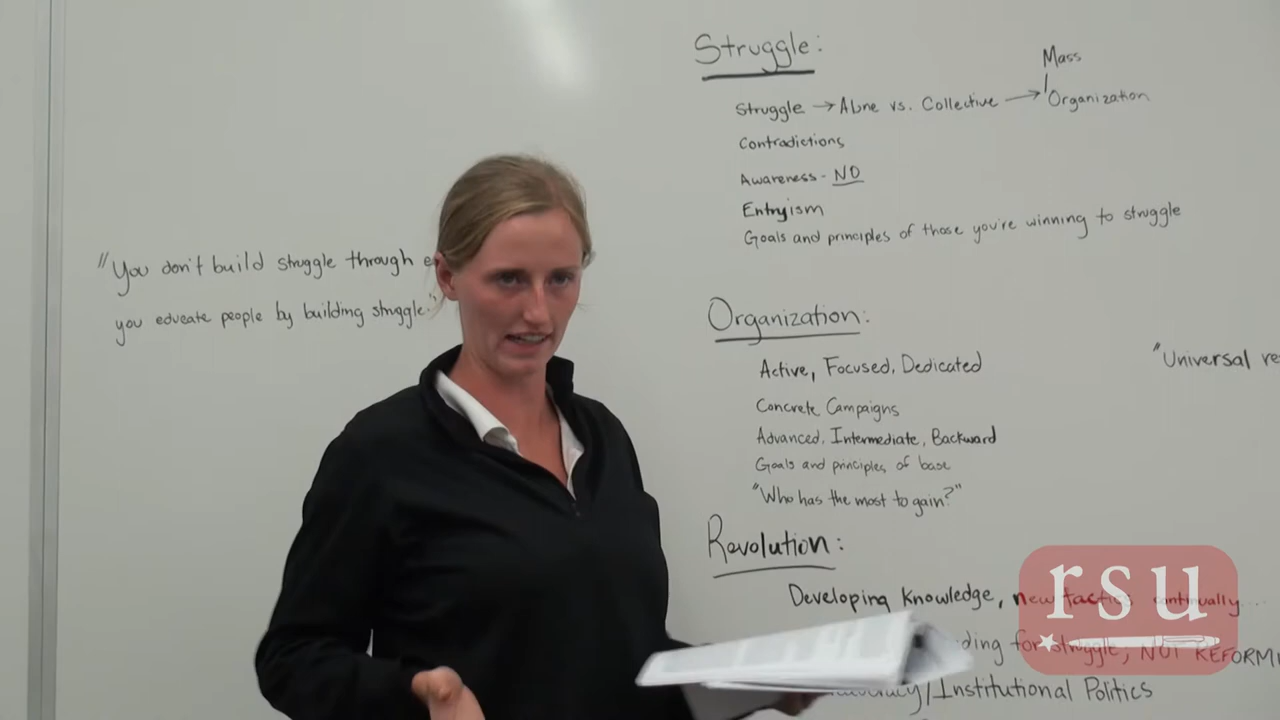 Struggle:
Mass
Struggle → Alone vs. Collective → Organization
Contradictions
Awareness - NO
Entryism
Goals and principles of those you're winning to struggle
"You don't build struggle through
you educate people by building struggle."
Organization:
Active, Focused, Dedicated
"Universal
Concrete Campaigns
Advanced, Intermediate, Backward
Goals and principles of base
"Who has the most to gain?"
Revolution:
Developing Knowledge, new tactics continually....
for struggle, NOT REFORMI
/Institutional Politics
rsu